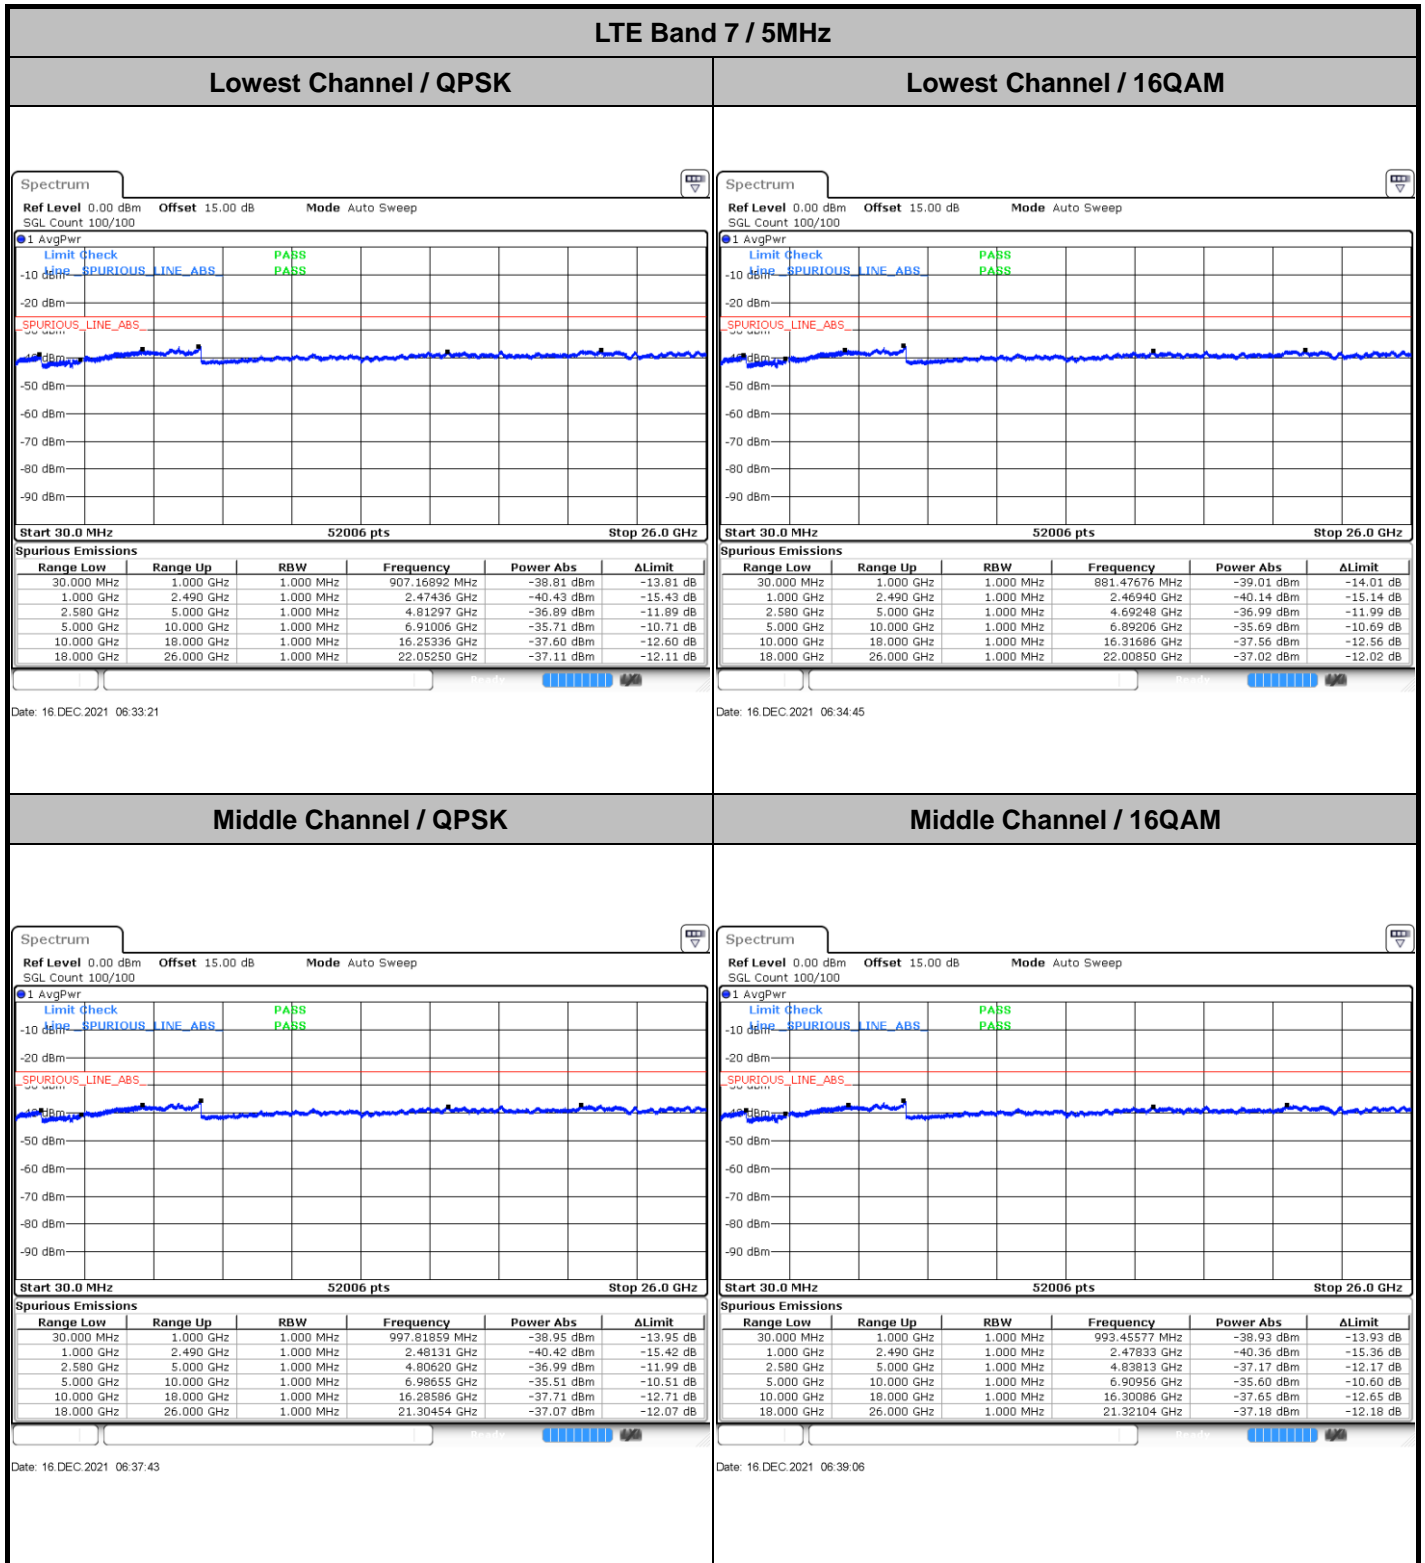 LTE Band 7 / 5MHz
Lowest Channel / QPSK
Lowest Channel / 16QAM
Spectrum
Ref Level 0.00 dBm Offset 15.00 dB Mode Auto Sweep
SGL Count 100/100
1 AvgPwr
Limit Check PASS
Line _SPURIOUS_LINE_ABS_ PASS
-10 dBm
-20 dBm
_SPURIOUS_LINE_ABS_
-30 dBm
-40 dBm
-50 dBm
-60 dBm
-70 dBm
-80 dBm
-90 dBm
Start 30.0 MHz 52006 pts Stop 26.0 GHz
Spurious Emissions
Range Low Range Up RBW Frequency Power Abs ΔLimit
30.000 MHz 1.000 GHz 1.000 MHz 907.16892 MHz -38.81 dBm -13.81 dB
1.000 GHz 2.490 GHz 1.000 MHz 2.47436 GHz -40.43 dBm -15.43 dB
2.580 GHz 5.000 GHz 1.000 MHz 4.81297 GHz -36.89 dBm -11.89 dB
5.000 GHz 10.000 GHz 1.000 MHz 6.91006 GHz -35.71 dBm -10.71 dB
10.000 GHz 18.000 GHz 1.000 MHz 16.25336 GHz -37.60 dBm -12.60 dB
18.000 GHz 26.000 GHz 1.000 MHz 22.05250 GHz -37.11 dBm -12.11 dB
Ready
Date: 16.DEC.2021 06:33:21
Spectrum
Ref Level 0.00 dBm Offset 15.00 dB Mode Auto Sweep
SGL Count 100/100
1 AvgPwr
Limit Check PASS
Line _SPURIOUS_LINE_ABS_ PASS
-10 dBm
-20 dBm
_SPURIOUS_LINE_ABS_
-30 dBm
-40 dBm
-50 dBm
-60 dBm
-70 dBm
-80 dBm
-90 dBm
Start 30.0 MHz 52006 pts Stop 26.0 GHz
Spurious Emissions
Range Low Range Up RBW Frequency Power Abs ΔLimit
30.000 MHz 1.000 GHz 1.000 MHz 881.47676 MHz -39.01 dBm -14.01 dB
1.000 GHz 2.490 GHz 1.000 MHz 2.46940 GHz -40.14 dBm -15.14 dB
2.580 GHz 5.000 GHz 1.000 MHz 4.69248 GHz -36.99 dBm -11.99 dB
5.000 GHz 10.000 GHz 1.000 MHz 6.89206 GHz -35.69 dBm -10.69 dB
10.000 GHz 18.000 GHz 1.000 MHz 16.31686 GHz -37.56 dBm -12.56 dB
18.000 GHz 26.000 GHz 1.000 MHz 22.00850 GHz -37.02 dBm -12.02 dB
Ready
Date: 16.DEC.2021 06:34:45
Middle Channel / QPSK
Middle Channel / 16QAM
Spectrum
Ref Level 0.00 dBm Offset 15.00 dB Mode Auto Sweep
SGL Count 100/100
1 AvgPwr
Limit Check PASS
Line _SPURIOUS_LINE_ABS_ PASS
-10 dBm
-20 dBm
_SPURIOUS_LINE_ABS_
-30 dBm
-40 dBm
-50 dBm
-60 dBm
-70 dBm
-80 dBm
-90 dBm
Start 30.0 MHz 52006 pts Stop 26.0 GHz
Spurious Emissions
Range Low Range Up RBW Frequency Power Abs ΔLimit
30.000 MHz 1.000 GHz 1.000 MHz 997.81859 MHz -38.95 dBm -13.95 dB
1.000 GHz 2.490 GHz 1.000 MHz 2.48131 GHz -40.42 dBm -15.42 dB
2.580 GHz 5.000 GHz 1.000 MHz 4.80620 GHz -36.99 dBm -11.99 dB
5.000 GHz 10.000 GHz 1.000 MHz 6.98655 GHz -35.51 dBm -10.51 dB
10.000 GHz 18.000 GHz 1.000 MHz 16.28586 GHz -37.71 dBm -12.71 dB
18.000 GHz 26.000 GHz 1.000 MHz 21.30454 GHz -37.07 dBm -12.07 dB
Ready
Date: 16.DEC.2021 06:37:43
Spectrum
Ref Level 0.00 dBm Offset 15.00 dB Mode Auto Sweep
SGL Count 100/100
1 AvgPwr
Limit Check PASS
Line _SPURIOUS_LINE_ABS_ PASS
-10 dBm
-20 dBm
_SPURIOUS_LINE_ABS_
-30 dBm
-40 dBm
-50 dBm
-60 dBm
-70 dBm
-80 dBm
-90 dBm
Start 30.0 MHz 52006 pts Stop 26.0 GHz
Spurious Emissions
Range Low Range Up RBW Frequency Power Abs ΔLimit
30.000 MHz 1.000 GHz 1.000 MHz 993.45577 MHz -38.93 dBm -13.93 dB
1.000 GHz 2.490 GHz 1.000 MHz 2.47833 GHz -40.36 dBm -15.36 dB
2.580 GHz 5.000 GHz 1.000 MHz 4.83813 GHz -37.17 dBm -12.17 dB
5.000 GHz 10.000 GHz 1.000 MHz 6.90956 GHz -35.60 dBm -10.60 dB
10.000 GHz 18.000 GHz 1.000 MHz 16.30086 GHz -37.65 dBm -12.65 dB
18.000 GHz 26.000 GHz 1.000 MHz 21.32104 GHz -37.18 dBm -12.18 dB
Ready
Date: 16.DEC.2021 06:39:06